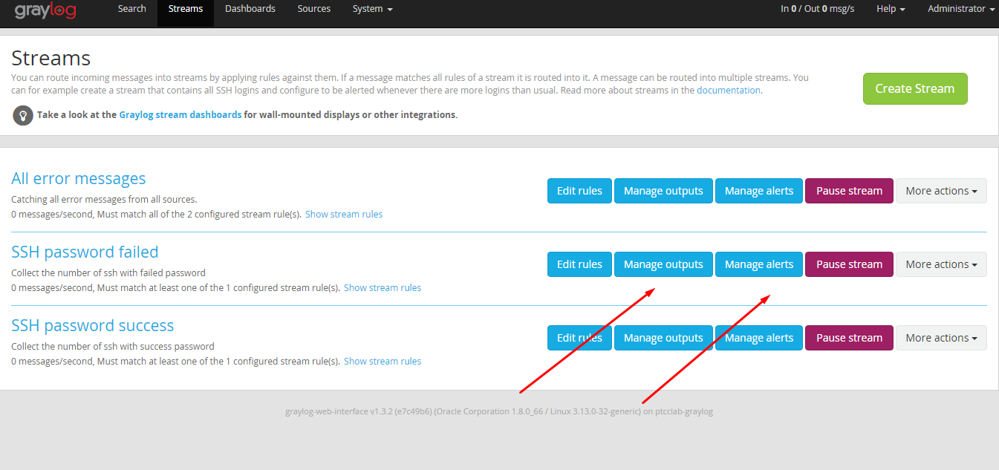 graylog Search Streams Dashboards Sources System In 0 / Out 0 msg/s Help Administrator
Streams
You can route incoming messages into streams by applying rules against them. If a message matches all rules of a stream it is routed into it. A message can be routed into multiple streams. You
can for example create a stream that contains all SSH logins and configure to be alerted whenever there are more logins than usual. Read more about streams in the documentation.
Create Stream
Take a look at the Graylog stream dashboards for wall-mounted displays or other integrations.
All error messages
Catching all error messages from all sources.
0 messages/second, Must match all of the 2 configured stream rule(s). Show stream rules
Edit rules Manage outputs Manage alerts Pause stream More actions
SSH password failed
Collect the number of ssh with failed password
0 messages/second, Must match at least one of the 1 configured stream rule(s). Show stream rules
Edit rules Manage outputs Manage alerts Pause stream More actions
SSH password success
Collect the number of ssh with success password
0 messages/second, Must match at least one of the 1 configured stream rule(s). Show stream rules
Edit rules Manage outputs Manage alerts Pause stream More actions
graylog-web-interface v1.3.2 (e7c49b6) (Oracle Corporation 1.8.0_66 / Linux 3.13.0-32-generic) on ptcclab-graylog